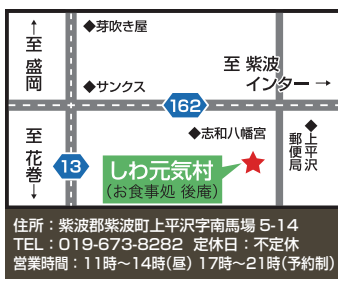 ↑至 盛岡
◆芽吹き屋
◆サンクス
至 紫波
インター →
162
◆志和八幡宮
◆上平沢
郵便局
至 花巻↓
13
しわ元気村
(お食事処 後庵)
住所：紫波郡紫波町上平沢字南馬場 5-14
TEL：019-673-8282 定休日：不定休
営業時間：11時～14時(昼) 17時～21時(予約制)